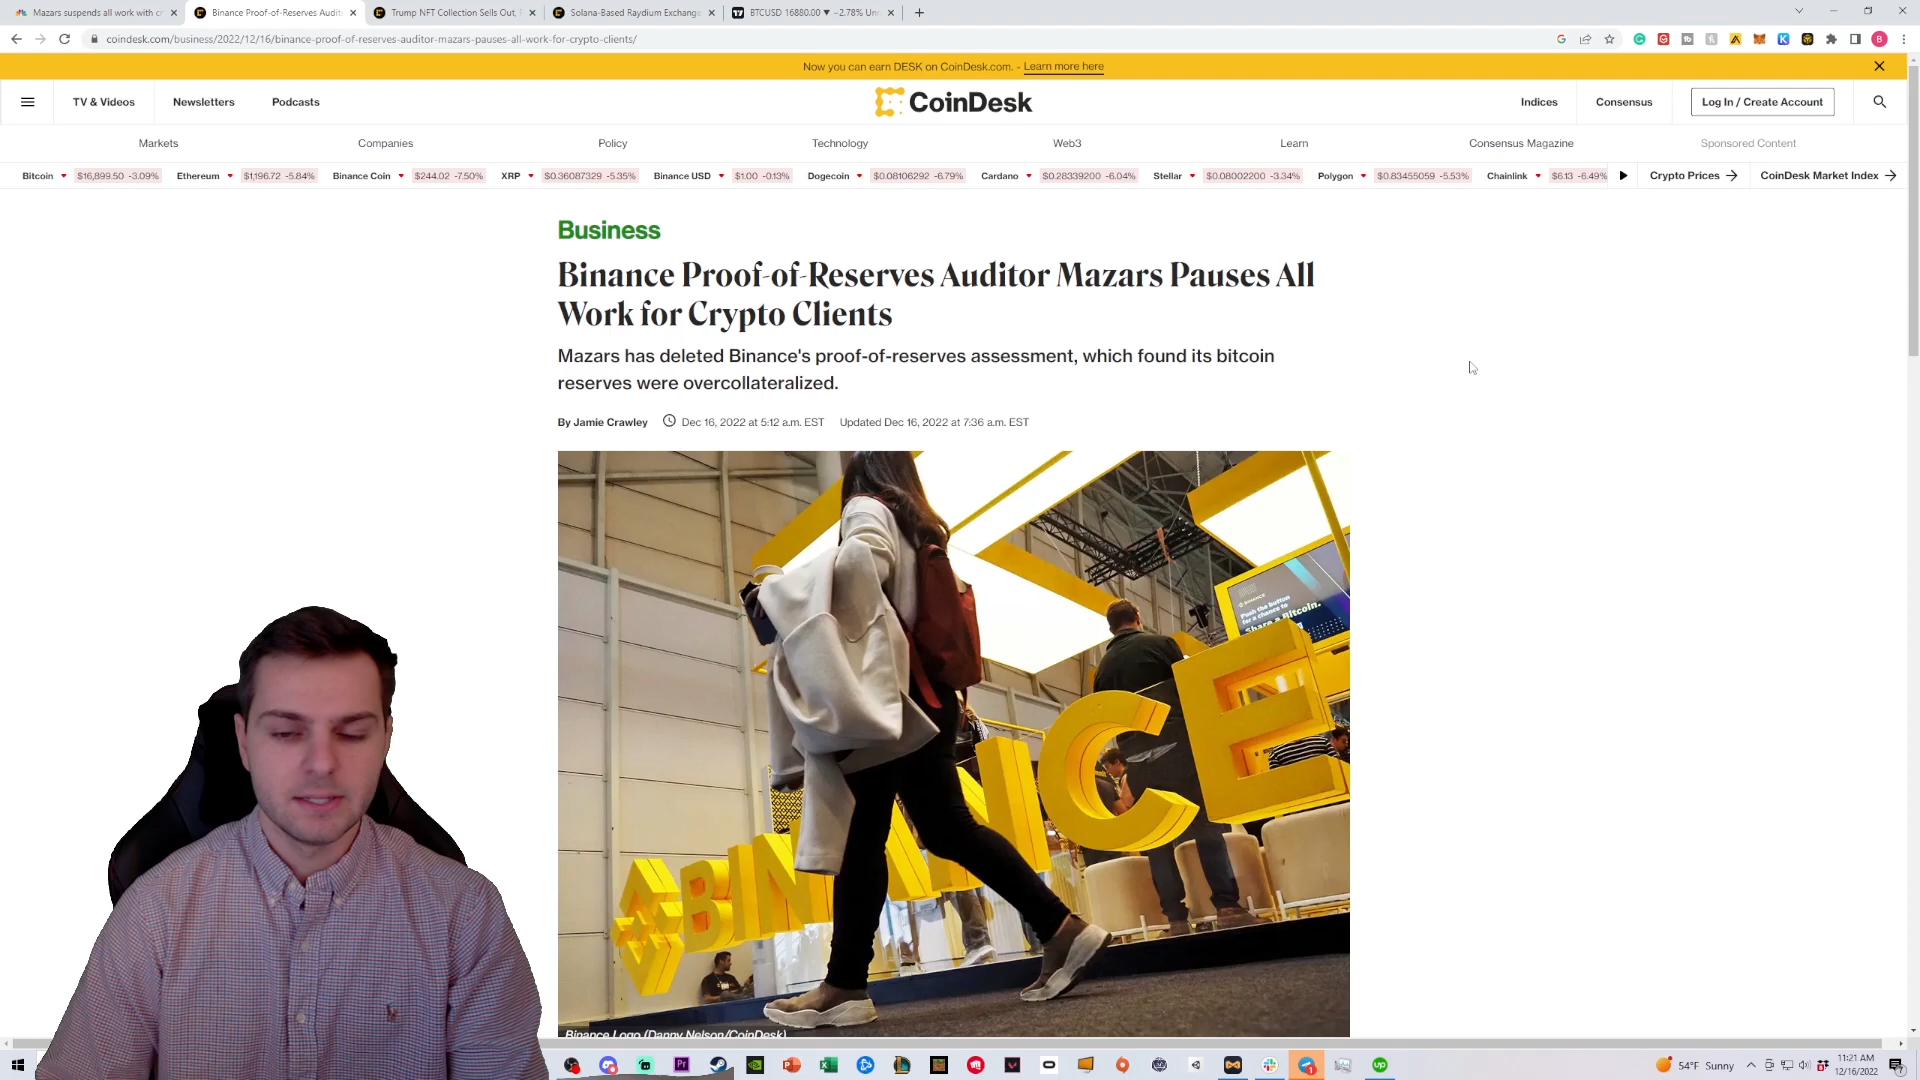 Mazars suspends all work with cr
Binance Proof-of-Reserves Audit
Trump NFT Collection Sells Out,
Solana-Based Raydium Exchange
BTCUSD 16880.00 ▼ −2.78% Un
coindesk.com/business/2022/12/16/binance-proof-of-reserves-auditor-mazars-pauses-all-work-for-crypto-clients/
Now you can earn DESK on CoinDesk.com. - Learn more here
TV & Videos
Newsletters
Podcasts
CoinDesk
Indices
Consensus
Log In / Create Account
Markets
Companies
Policy
Technology
Web3
Learn
Consensus Magazine
Sponsored Content
Bitcoin $16,899.50 -3.09% Ethereum $1,196.72 -5.84% Binance Coin $244.02 -7.50% XRP $0.36087329 -5.35% Binance USD $1.00 -0.13% Dogecoin $0.08106292 -6.79% Cardano $0.28339200 -6.04% Stellar $0.08002200 -3.34% Polygon $0.83455059 -5.53% Chainlink $6.13 -6.49%
Crypto Prices
CoinDesk Market Index
Business
Binance Proof-of-Reserves Auditor Mazars Pauses All
Work for Crypto Clients
Mazars has deleted Binance's proof-of-reserves assessment, which found its bitcoin
reserves were overcollateralized.
By Jamie Crawley
Dec 16, 2022 at 5:12 a.m. EST
Updated Dec 16, 2022 at 7:36 a.m. EST
BINANCE
Push the button
for a chance to
Share a Bitcoin.
BINANCE
Binance Logo (Danny Nelson/CoinDesk)
54°F Sunny
11:21 AM
12/16/2022